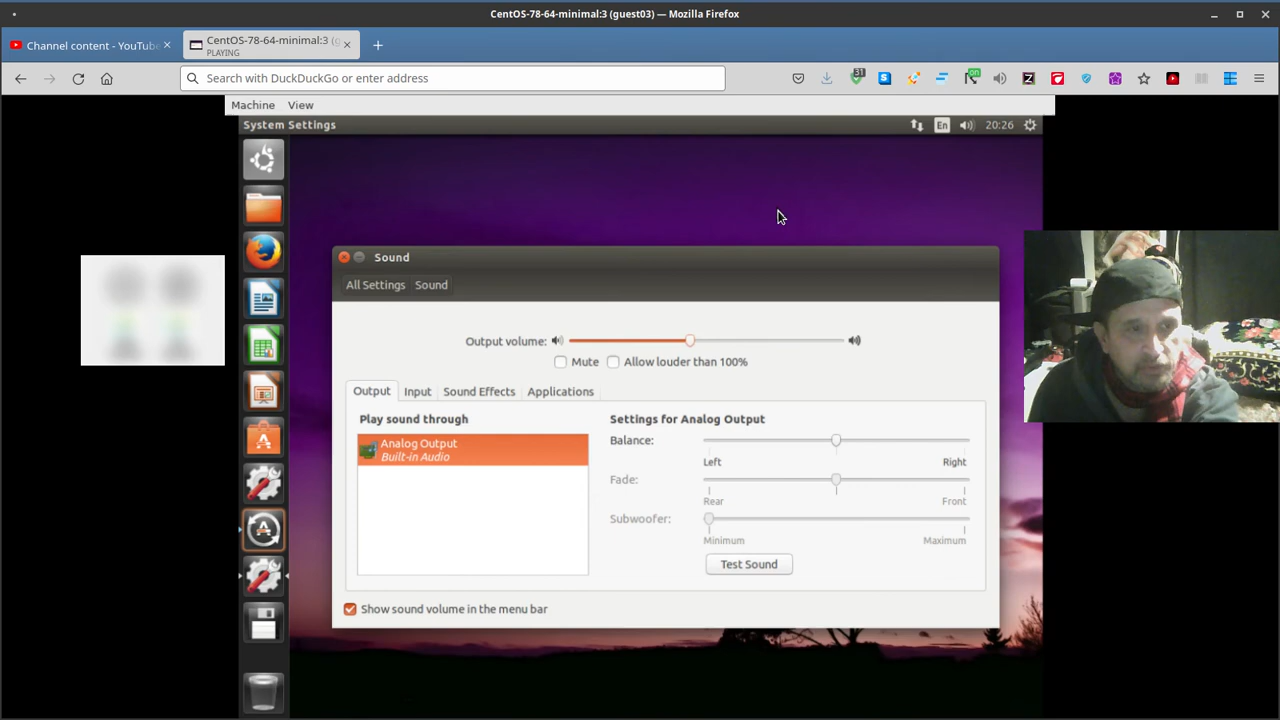 CentOS-78-64-minimal:3 (guest03) — Mozilla Firefox
Channel content - YouTube
CentOS-78-64-minimal:3 (g
PLAYING
Search with DuckDuckGo or enter address
31
on
Machine View
System Settings
En
20:26
Sound
All Settings Sound
Output volume:
Mute
Allow louder than 100%
Output Input Sound Effects Applications
Play sound through
Settings for Analog Output
Analog Output
Built-in Audio
Balance:
Left Right
Fade:
Rear Front
Subwoofer:
Minimum Maximum
Test Sound
Show sound volume in the menu bar